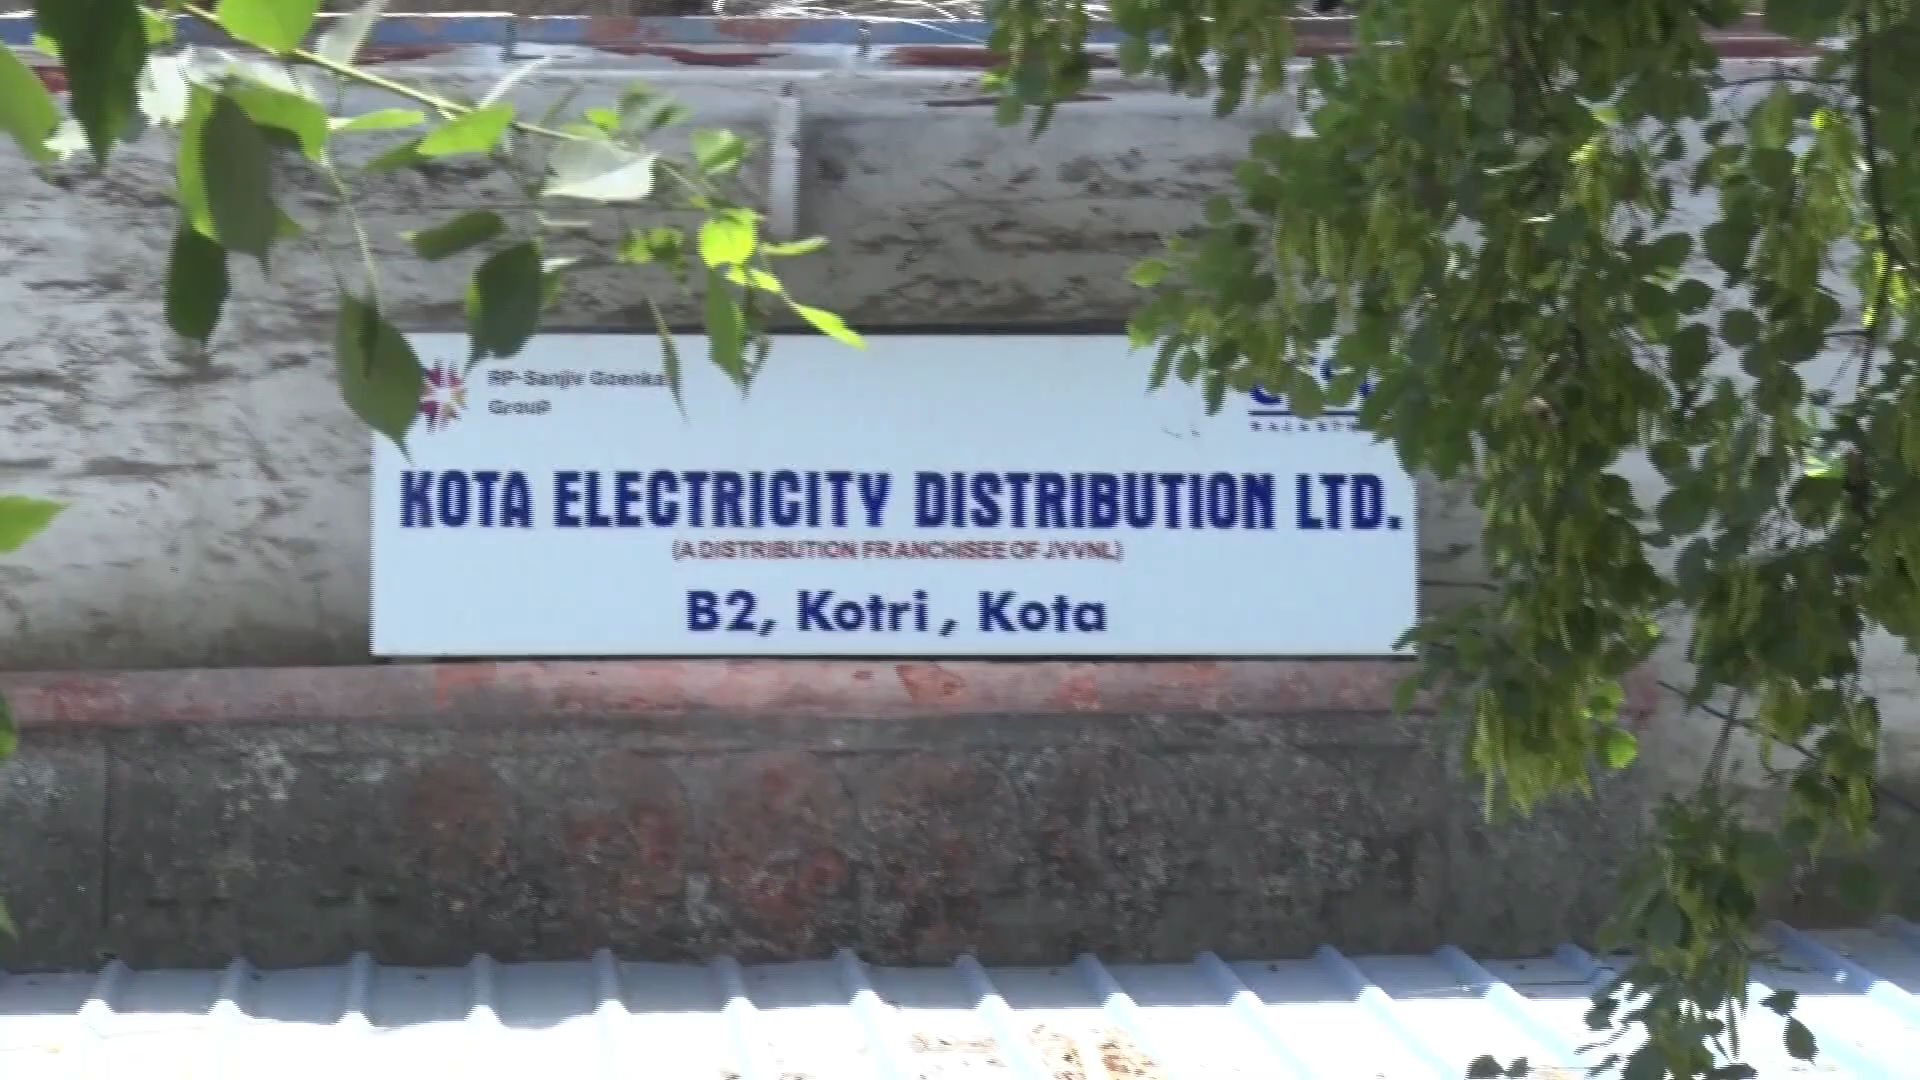 RP-Sanjiv Goenka
Group
KOTA ELECTRICITY DISTRIBUTION LTD.
(A DISTRIBUTION FRANCHISEE OF JVVNL)
B2, Kotri, Kota